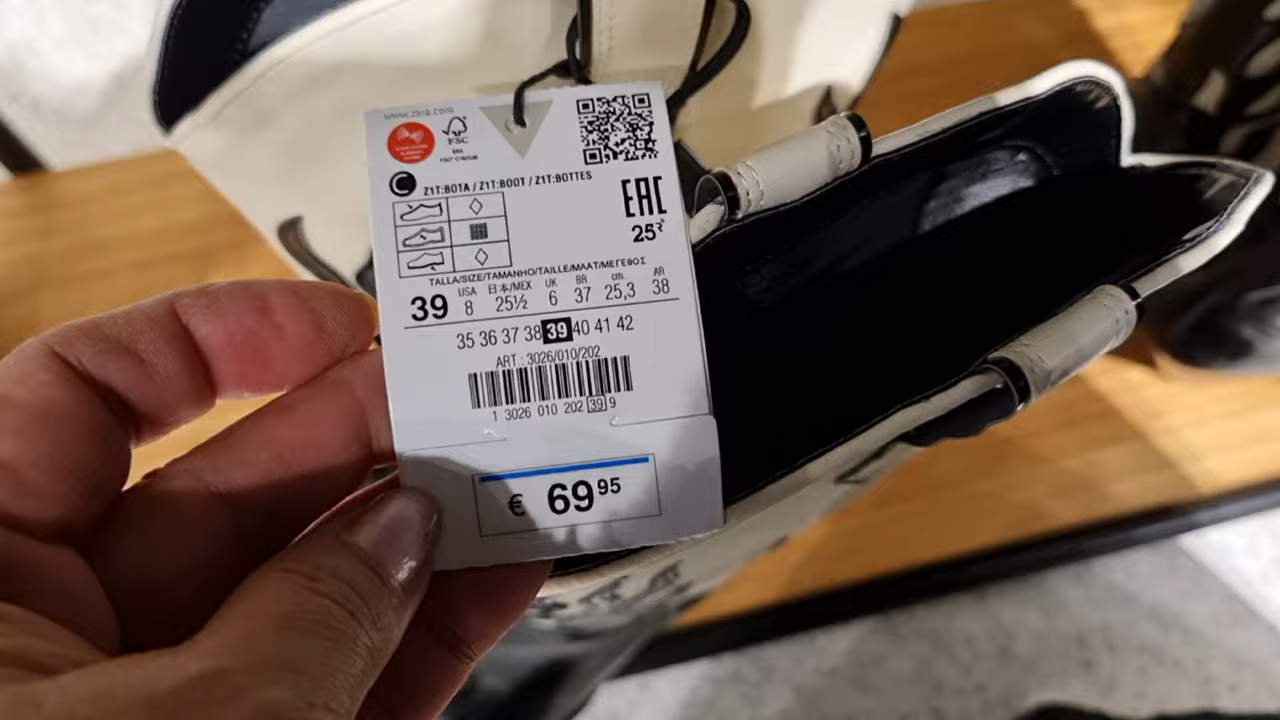 www.zara.com
FSC
Z1T:BOTA / Z1T:BOOT / Z1T:BOTTES
EAC
25
TALLA/SIZE/TAMANHO/TAILLE/MAAT/ΜΕΓΕΘΟΣ
39 USA 8 日本/MEX 25½ UK 6 BR 37 cm. 25,3 AR 38
35 36 37 38 39 40 41 42
ART : 3026/010/202
1 3026 010 202 39 9
€ 69 95